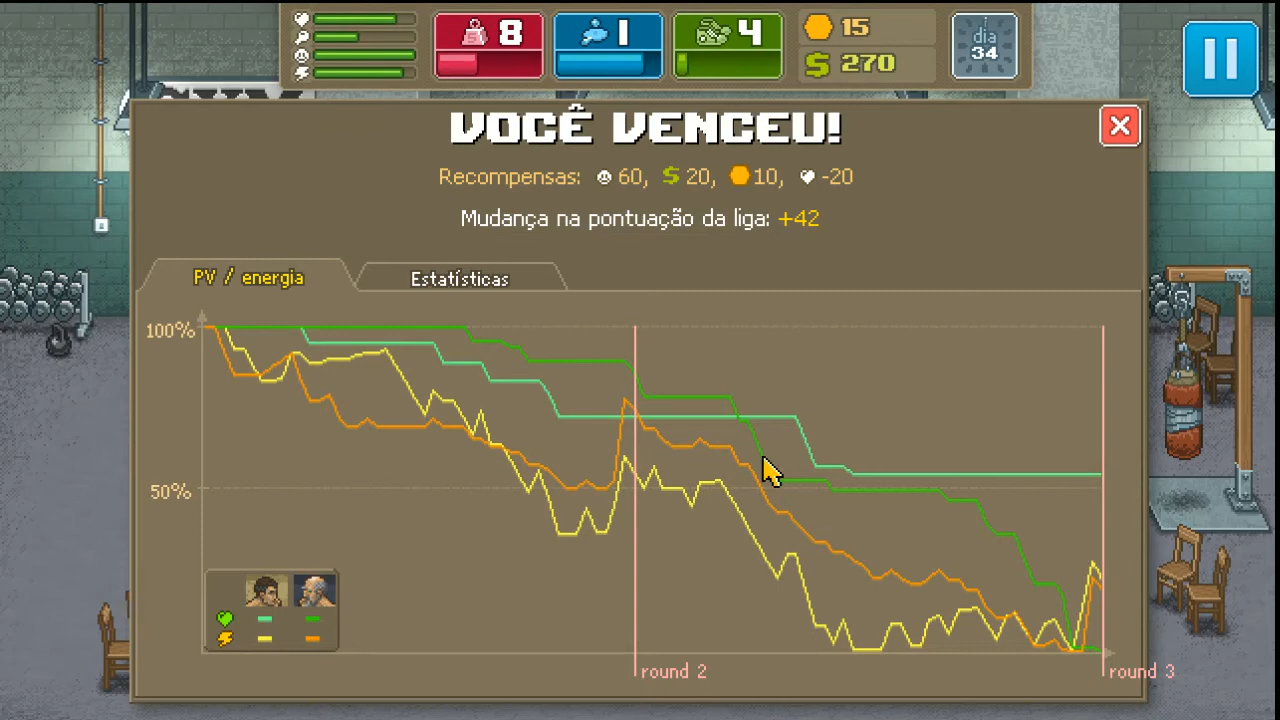 8 1 4 15 dia
270 34
VOCÊ VENCEU!
Recompensas: 60, $ 20, 10, -20
Mudança na pontuação da liga: +42
PV / energia Estatísticas
100%
50%
round 2 round 3